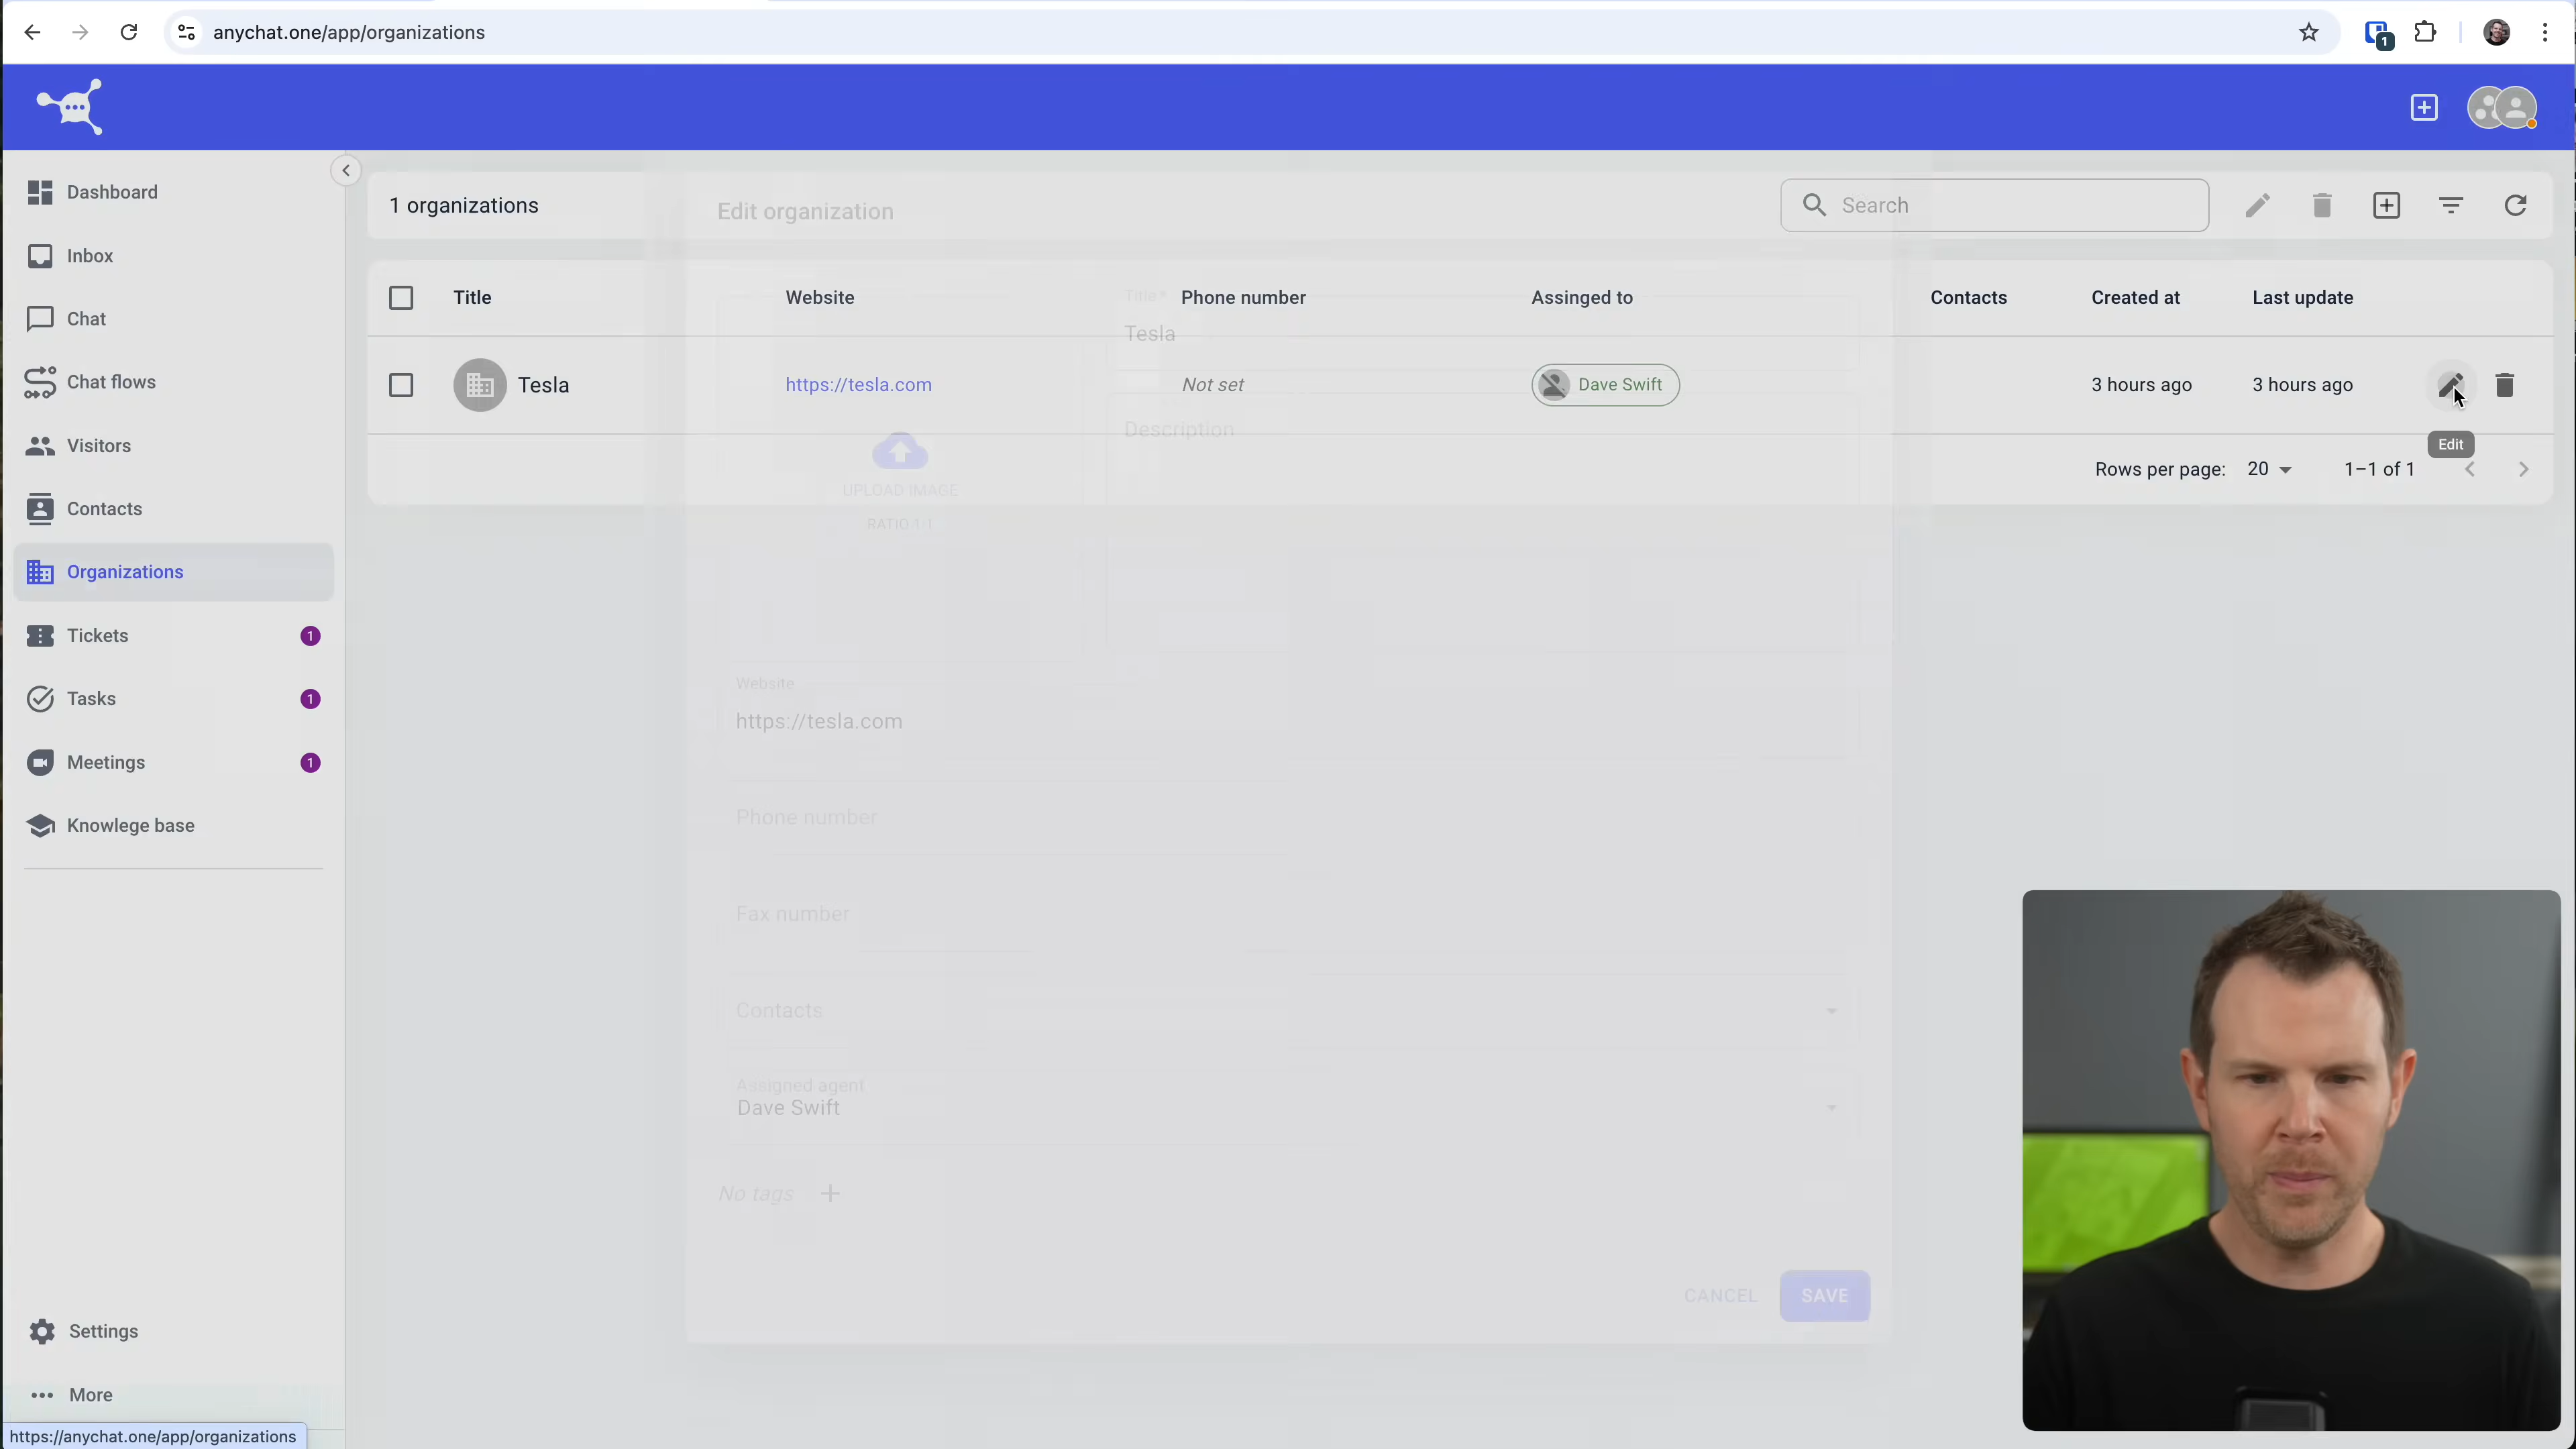 anychat.one/app/organizations
1
Dashboard
Inbox
Chat
Chat flows
Visitors
Contacts
Organizations
Tickets 1
Tasks 1
Meetings 1
Knowlege base
Settings
More
https://anychat.one/app/organizations
1 organizations
Search
Title Website Phone number Assinged to Contacts Created at Last update
Tesla https://tesla.com Not set Dave Swift 3 hours ago 3 hours ago
Edit
Rows per page: 20 1–1 of 1
Edit organization
Title*
Tesla
Description
UPLOAD IMAGE
RATIO 1:1
Website
https://tesla.com
Phone number
Fax number
Contacts
Assigned agent
Dave Swift
No tags
CANCEL SAVE